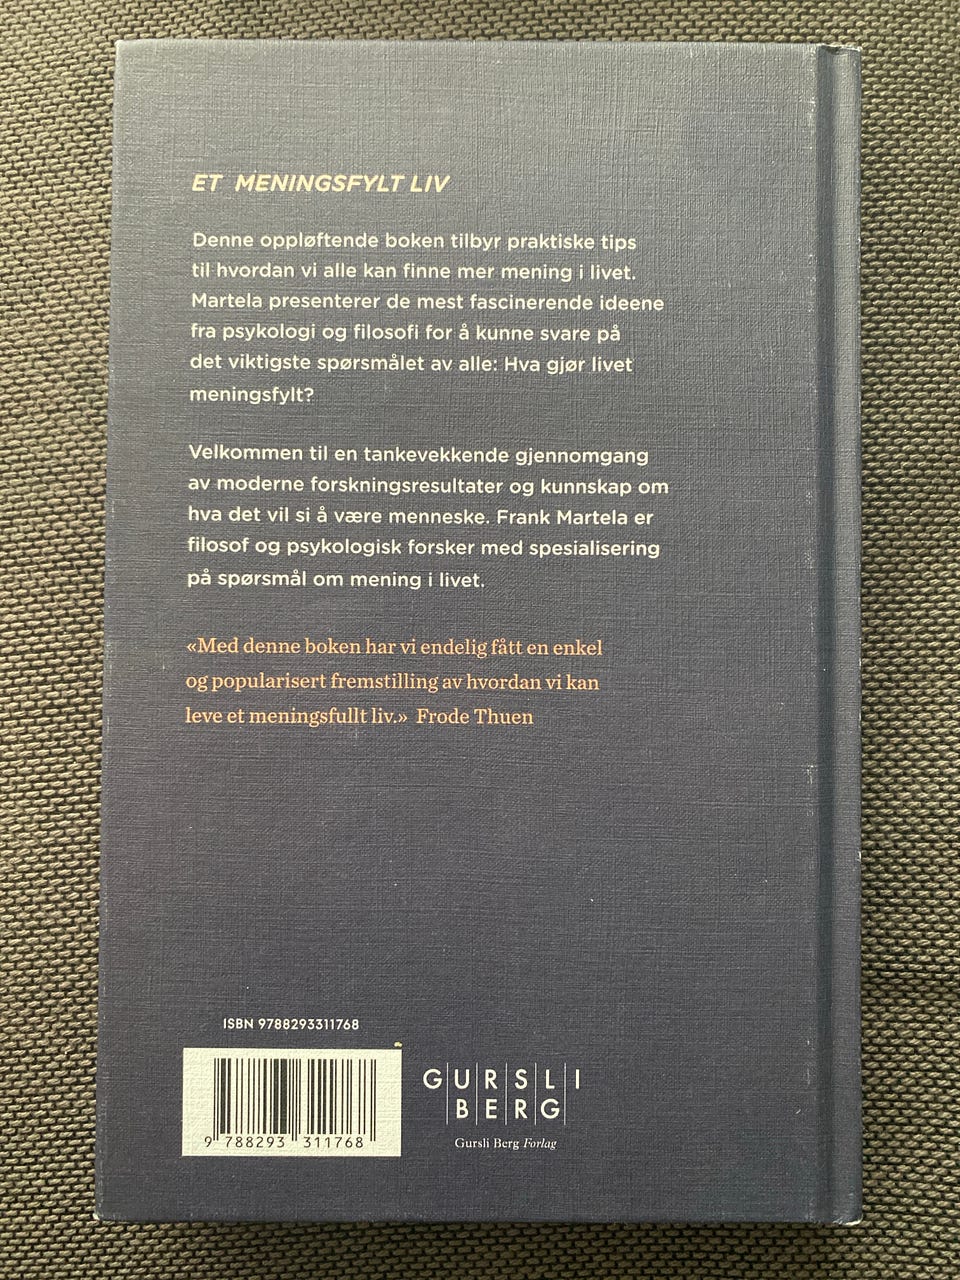 ET MENINGSFYLT LIV
Denne oppløftende boken tilbyr praktiske tips
til hvordan vi alle kan finne mer mening i livet.
Martela presenterer de mest fascinerende ideene
fra psykologi og filosofi for å kunne svare på
det viktigste spørsmålet av alle: Hva gjør livet
meningsfylt?
Velkommen til en tankevekkende gjennomgang
av moderne forskningsresultater og kunnskap om
hva det vil si å være menneske. Frank Martela er
filosof og psykologisk forsker med spesialisering
på spørsmål om mening i livet.
«Med denne boken har vi endelig fått en enkel
og popularisert fremstilling av hvordan vi kan
leve et meningsfullt liv.» Frode Thuen
ISBN 9788293311768
9 788293 311768
GURSLI
BERG
Gursli Berg Forlag